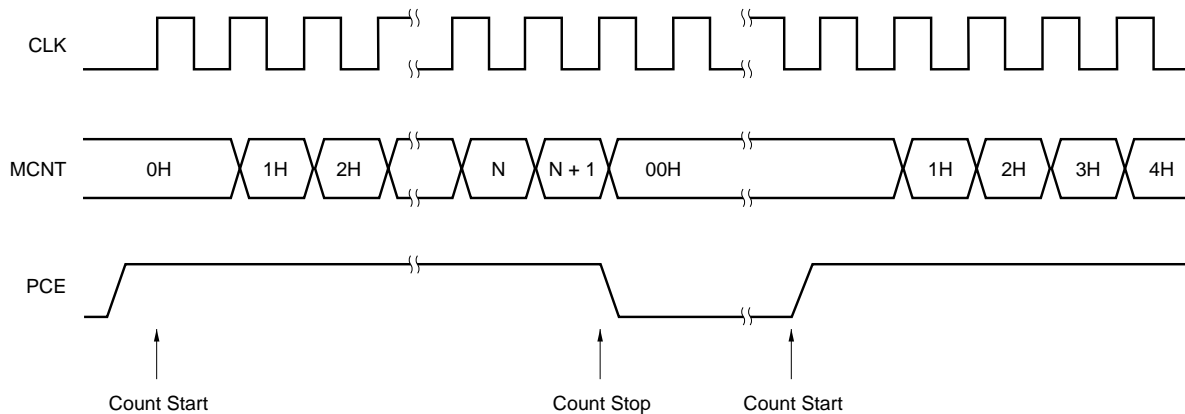 CLK
MCNT
0H
1H
2H
N
N + 1
00H
1H
2H
3H
4H
PCE
Count Start
Count Stop
Count Start